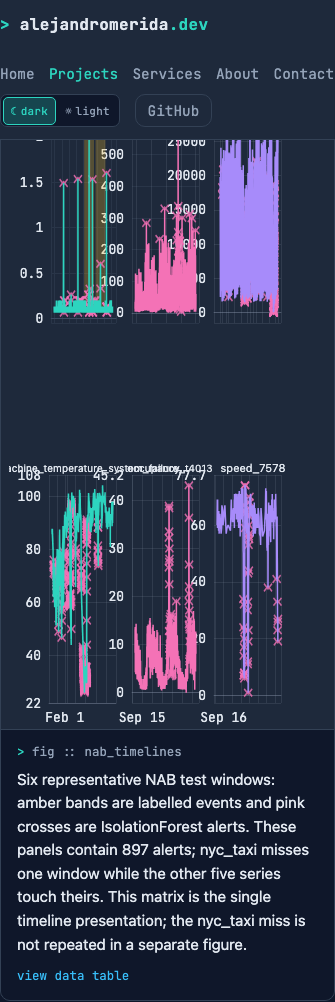 > alejandromerida.dev
Home Projects Services About Contact
☾ dark ☼ light GitHub
2 500 25000
1.5 400 20000
1 300 15000
200
0.5 100
0 0 0
45.2 t4013 77.7 speed_7578
108
100 40 60
80 30
60 20 40
40 10 20
22 0 0
Feb 1 Sep 15 Sep 16
> fig :: nab_timelines
Six representative NAB test windows:
amber bands are labelled events and pink
crosses are IsolationForest alerts. These
panels contain 897 alerts; nyc_taxi misses
one window while the other five series
touch theirs. This matrix is the single
timeline presentation; the nyc_taxi miss is
not repeated in a separate figure.
view data table